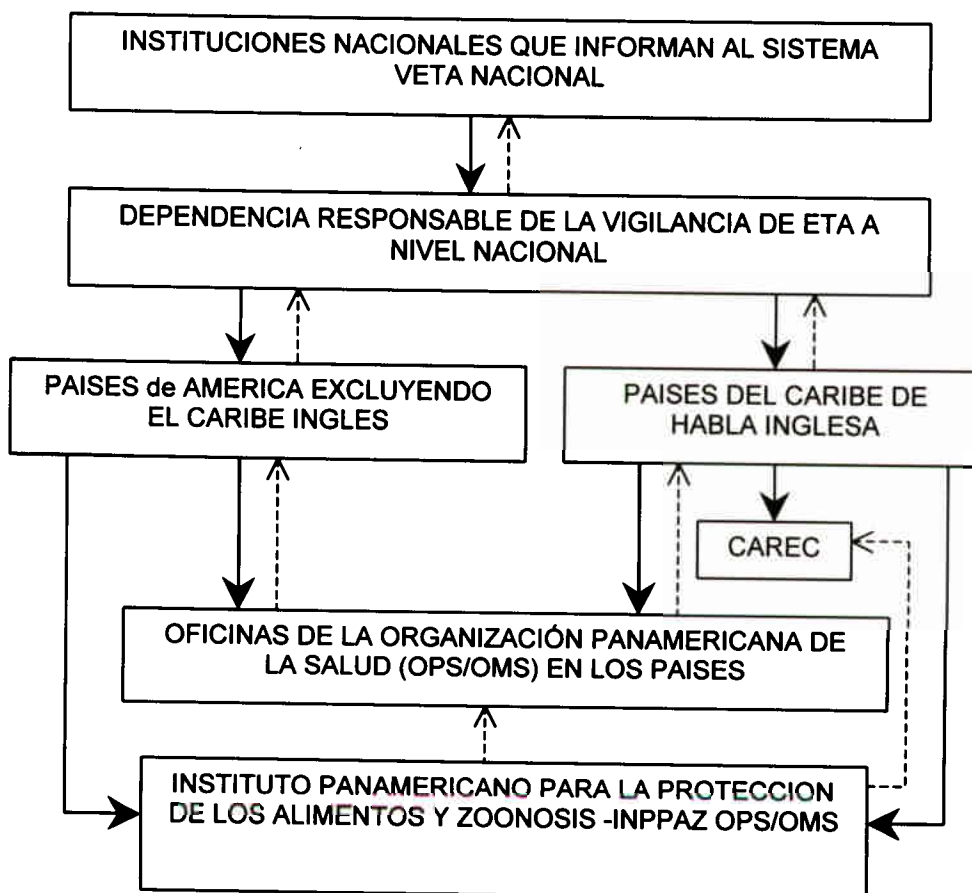 INSTITUCIONES NACIONALES QUE INFORMAN AL SISTEMA
VETA NACIONAL
DEPENDENCIA RESPONSABLE DE LA VIGILANCIA DE ETA A
NIVEL NACIONAL
PAISES de AMERICA EXCLUYENDO
EL CARIBE INGLES
PAISES DEL CARIBE DE
HABLA INGLESA
CAREC
OFICINAS DE LA ORGANIZACIÓN PANAMERICANA DE
LA SALUD (OPS/OMS) EN LOS PAISES
INSTITUTO PANAMERICANO PARA LA PROTECCION
DE LOS ALIMENTOS Y ZOONOSIS -INPPAZ OPS/OMS